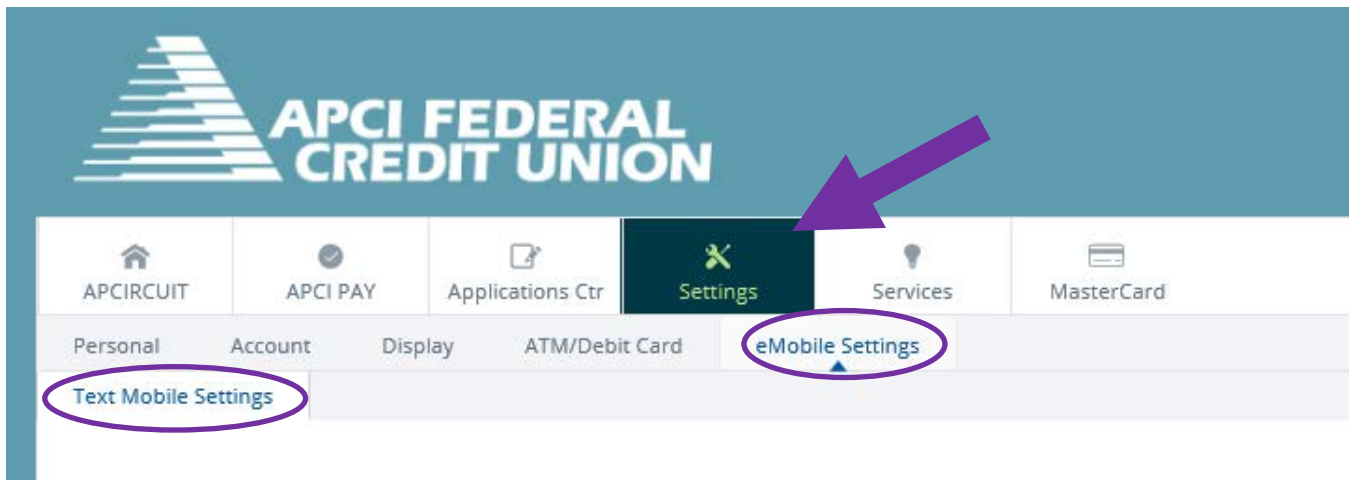 APCI FEDERAL
CREDIT UNION
APCIRCUIT APCI PAY Applications Ctr Settings Services MasterCard
Personal Account Display ATM/Debit Card eMobile Settings
Text Mobile Settings